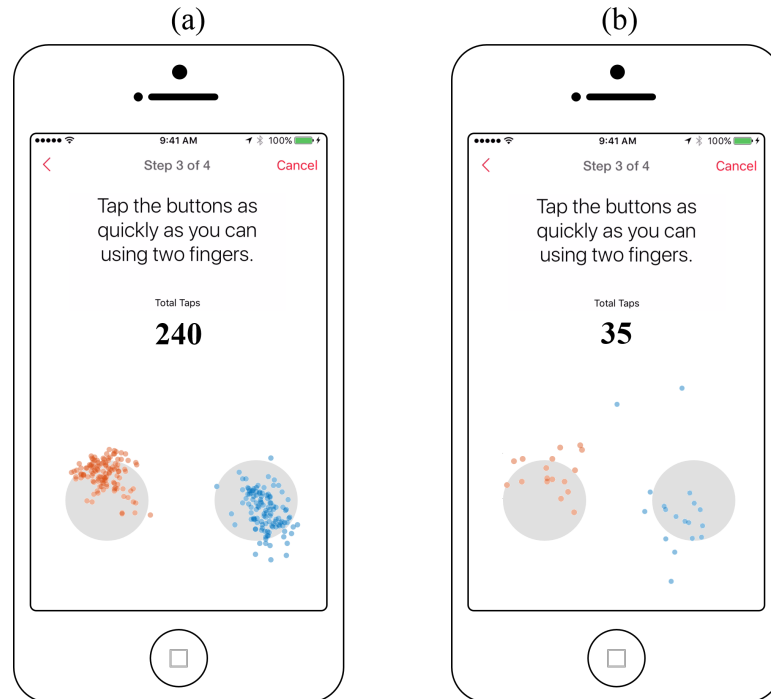 (a)
9:41 AM
100%
Step 3 of 4
Cancel
Tap the buttons as
quickly as you can
using two fingers.
Total Taps
240
(b)
9:41 AM
100%
Step 3 of 4
Cancel
Tap the buttons as
quickly as you can
using two fingers.
Total Taps
35